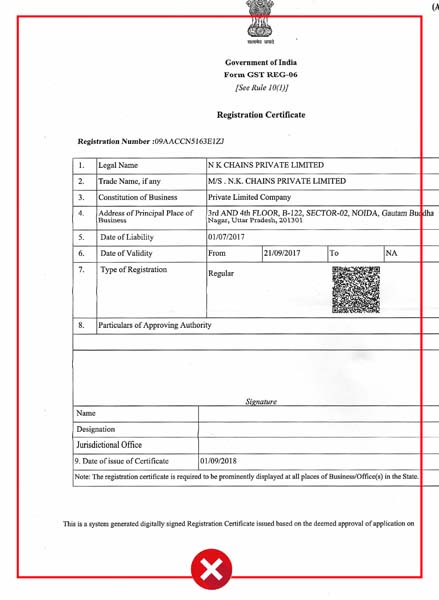 (A
सत्यमेव जयते
Government of India
Form GST REG-06
[See Rule 10(1)]
Registration Certificate
Registration Number :09AACCN5163E1ZJ
1. Legal Name N K CHAINS PRIVATE LIMITED
2. Trade Name, if any M/S . N.K. CHAINS PRIVATE LIMITED
3. Constitution of Business Private Limited Company
4. Address of Principal Place of Business 3rd AND 4th FLOOR, B-122, SECTOR-02, NOIDA, Gautam Buddha
Nagar, Uttar Pradesh, 201301
5. Date of Liability 01/07/2017
6. Date of Validity From 21/09/2017 To NA
7. Type of Registration Regular
8. Particulars of Approving Authority
Signature
Name
Designation
Jurisdictional Office
9. Date of issue of Certificate 01/09/2018
Note: The registration certificate is required to be prominently displayed at all places of Business/Office(s) in the State.
This is a system generated digitally signed Registration Certificate issued based on the deemed approval of application on